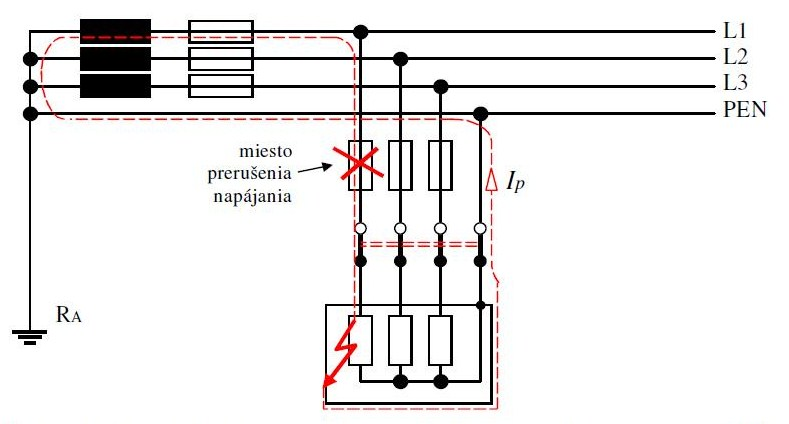 L1
L2
L3
PEN
miesto
prerušenia
napájania
Ip
RA